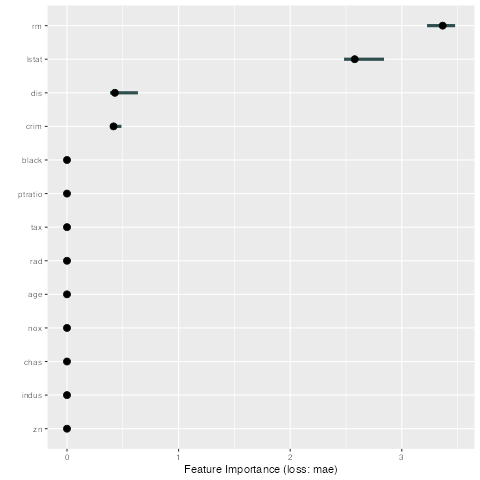 rm
lstat
dis
crim
black
ptratio
tax
rad
age
nox
chas
indus
zn
0 1 2 3
Feature Importance (loss: mae)